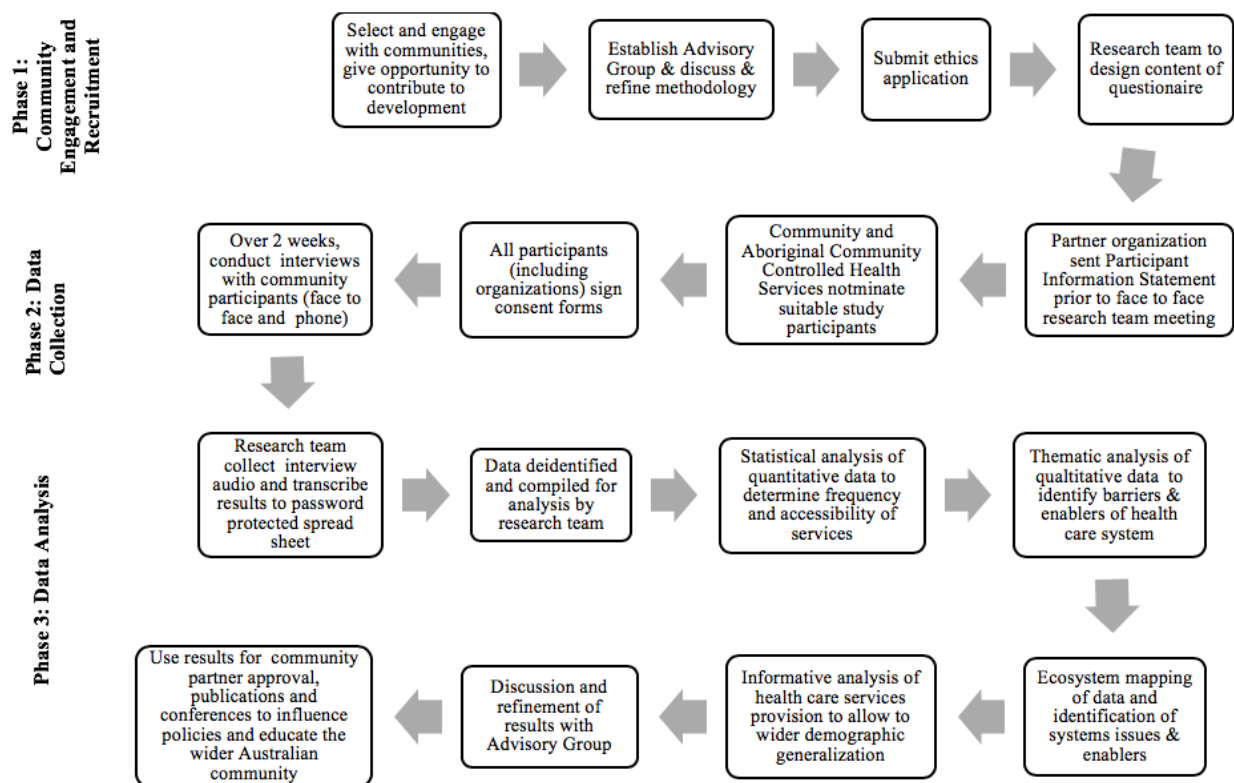 Phase 1:
Community
Engagement and
Recruitment
Select and engage
with communities,
give opportunity to
contribute to
development
Establish Advisory
Group & discuss &
refine methodology
Submit ethics
application
Research team to
design content of
questionaire
Phase 2: Data
Collection
Partner organization
sent Participant
Information Statement
prior to face to face
research team meeting
Community and
Aboriginal Community
Controlled Health
Services notminate
suitable study
participants
All participants
(including
organizations) sign
consent forms
Over 2 weeks,
conduct interviews
with community
participants (face to
face and phone)
Phase 3: Data Analysis
Research team
collect interview
audio and transcribe
results to password
protected spread
sheet
Data deidentified
and compiled for
analysis by
research team
Statistical analysis of
quantitative data to
determine frequency
and accessibility of
services
Thematic analysis of
qualtitative data to
identify barriers &
enablers of health
care system
Ecosystem mapping
of data and
identification of
systems issues &
enablers
Informative analysis of
health care services
provision to allow to
wider demographic
generalization
Discussion and
refinement of
results with
Advisory Group
Use results for community
partner approval,
publications and
conferences to influence
policies and educate the
wider Australian
community